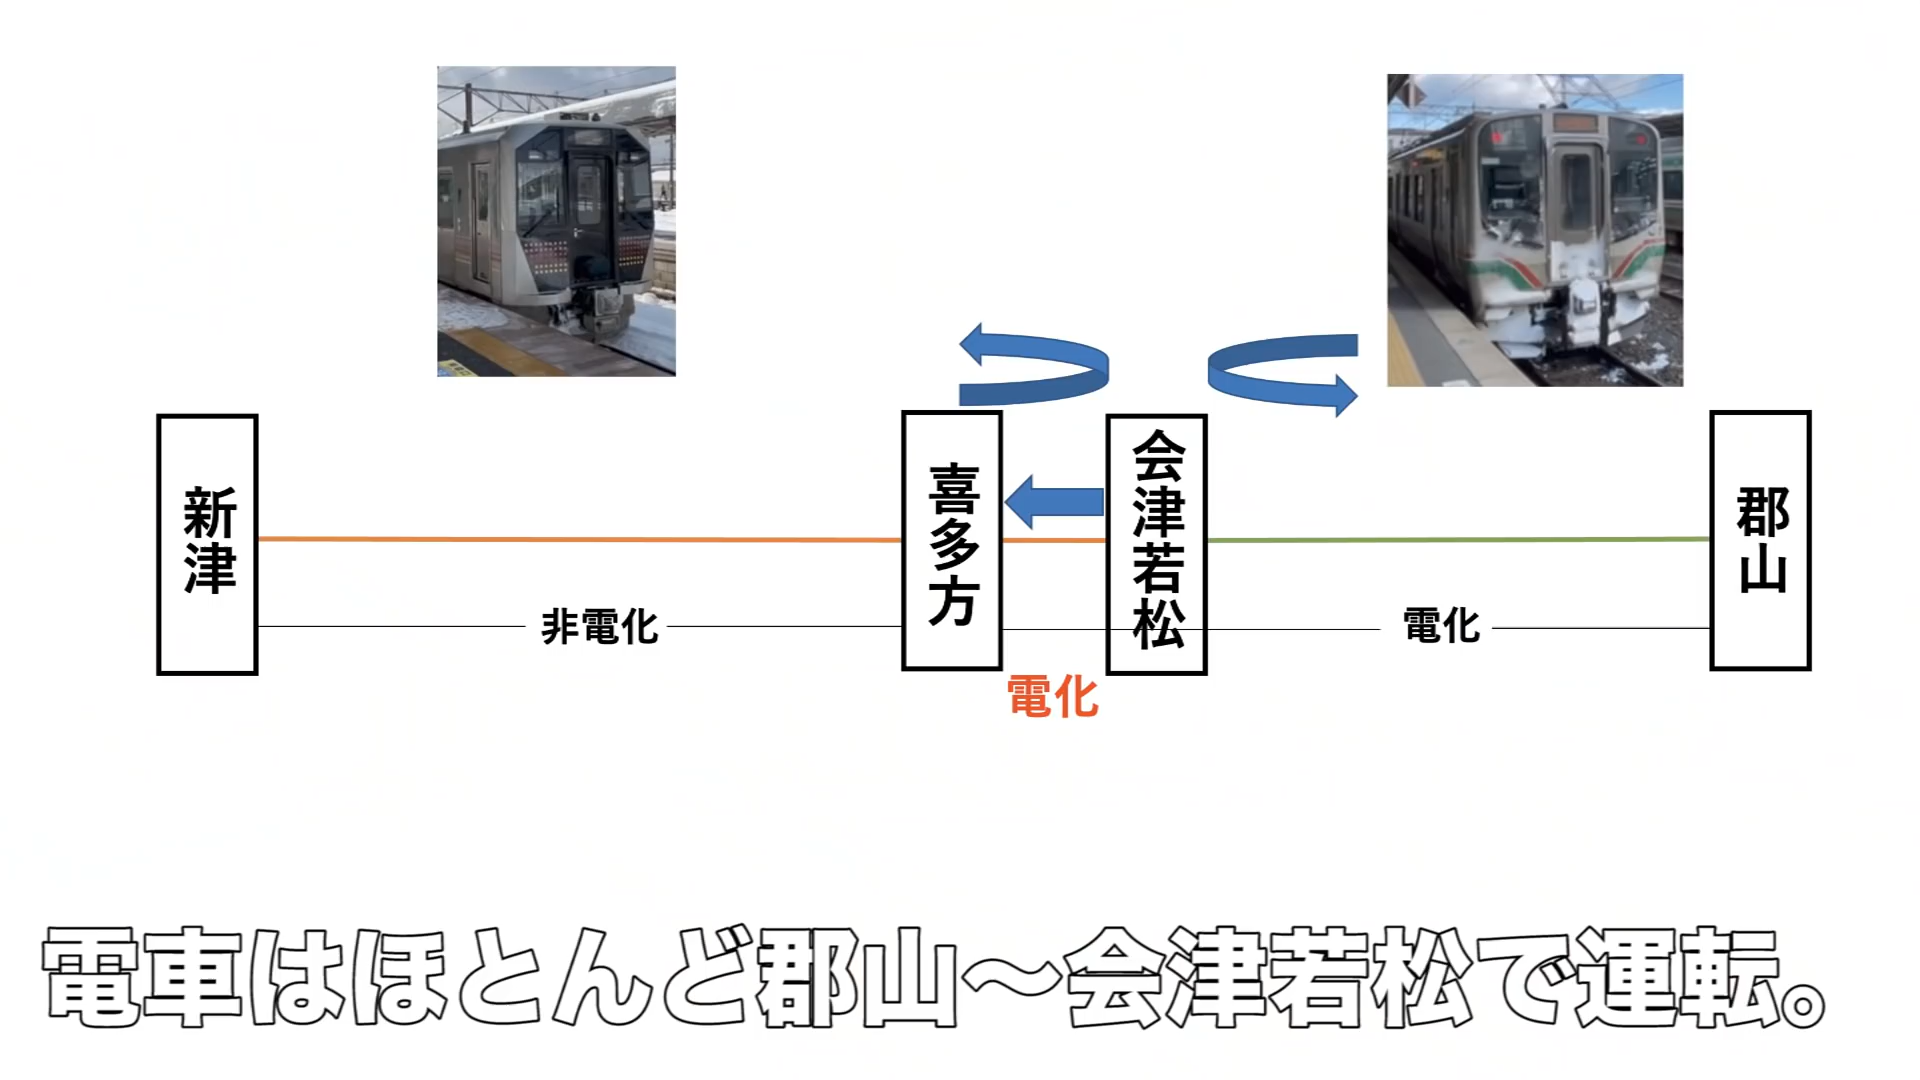 新津
喜多方
会津若松
郡山
非電化
電化
電化
電車はほとんど郡山～会津若松で運転。